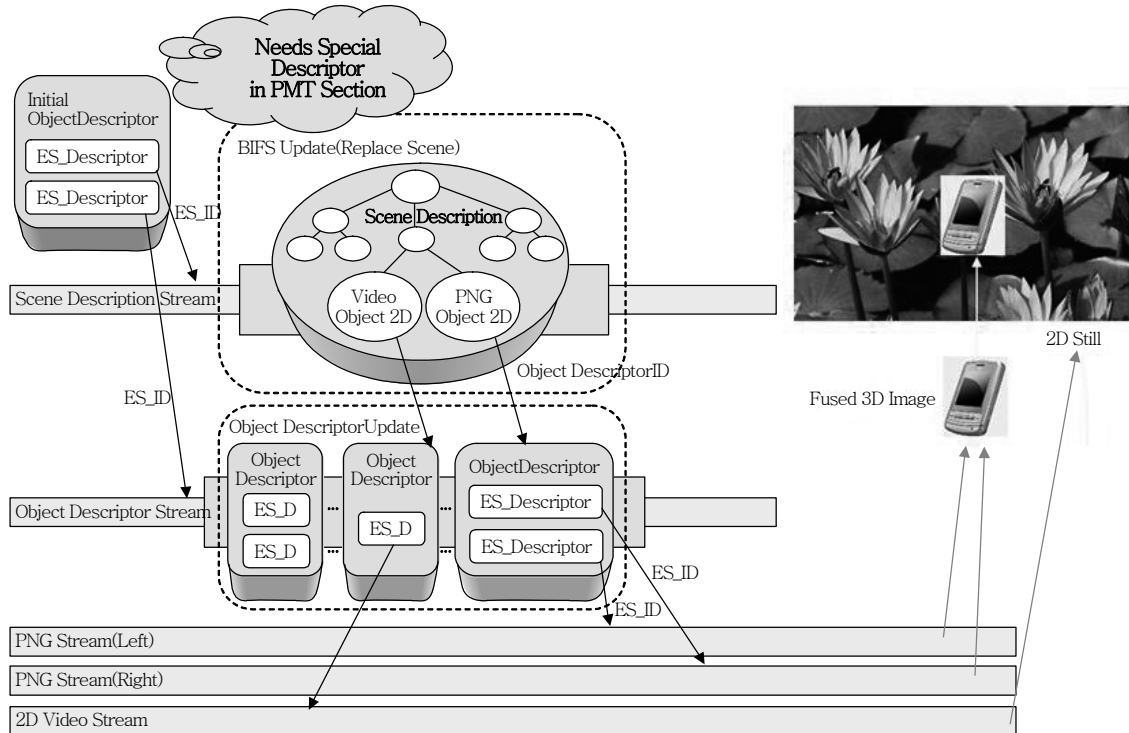 Needs Special
Descriptor
in PMT Section
Initial
ObjectDescriptor
ES_Descriptor
ES_Descriptor
BIFS Update(Replace Scene)
ES_ID
Scene Description
Scene Description Stream
Video
Object 2D
PNG
Object 2D
2D Still
Object DescriptorID
ES_ID
Fused 3D Image
Object DescriptorUpdate
Object
Descriptor
ES_D
ES_D
...
...
Object
Descriptor
ES_D
...
...
ObjectDescriptor
ES_Descriptor
ES_Descriptor
Object Descriptor Stream
ES_ID
ES_ID
PNG Stream(Left)
PNG Stream(Right)
2D Video Stream